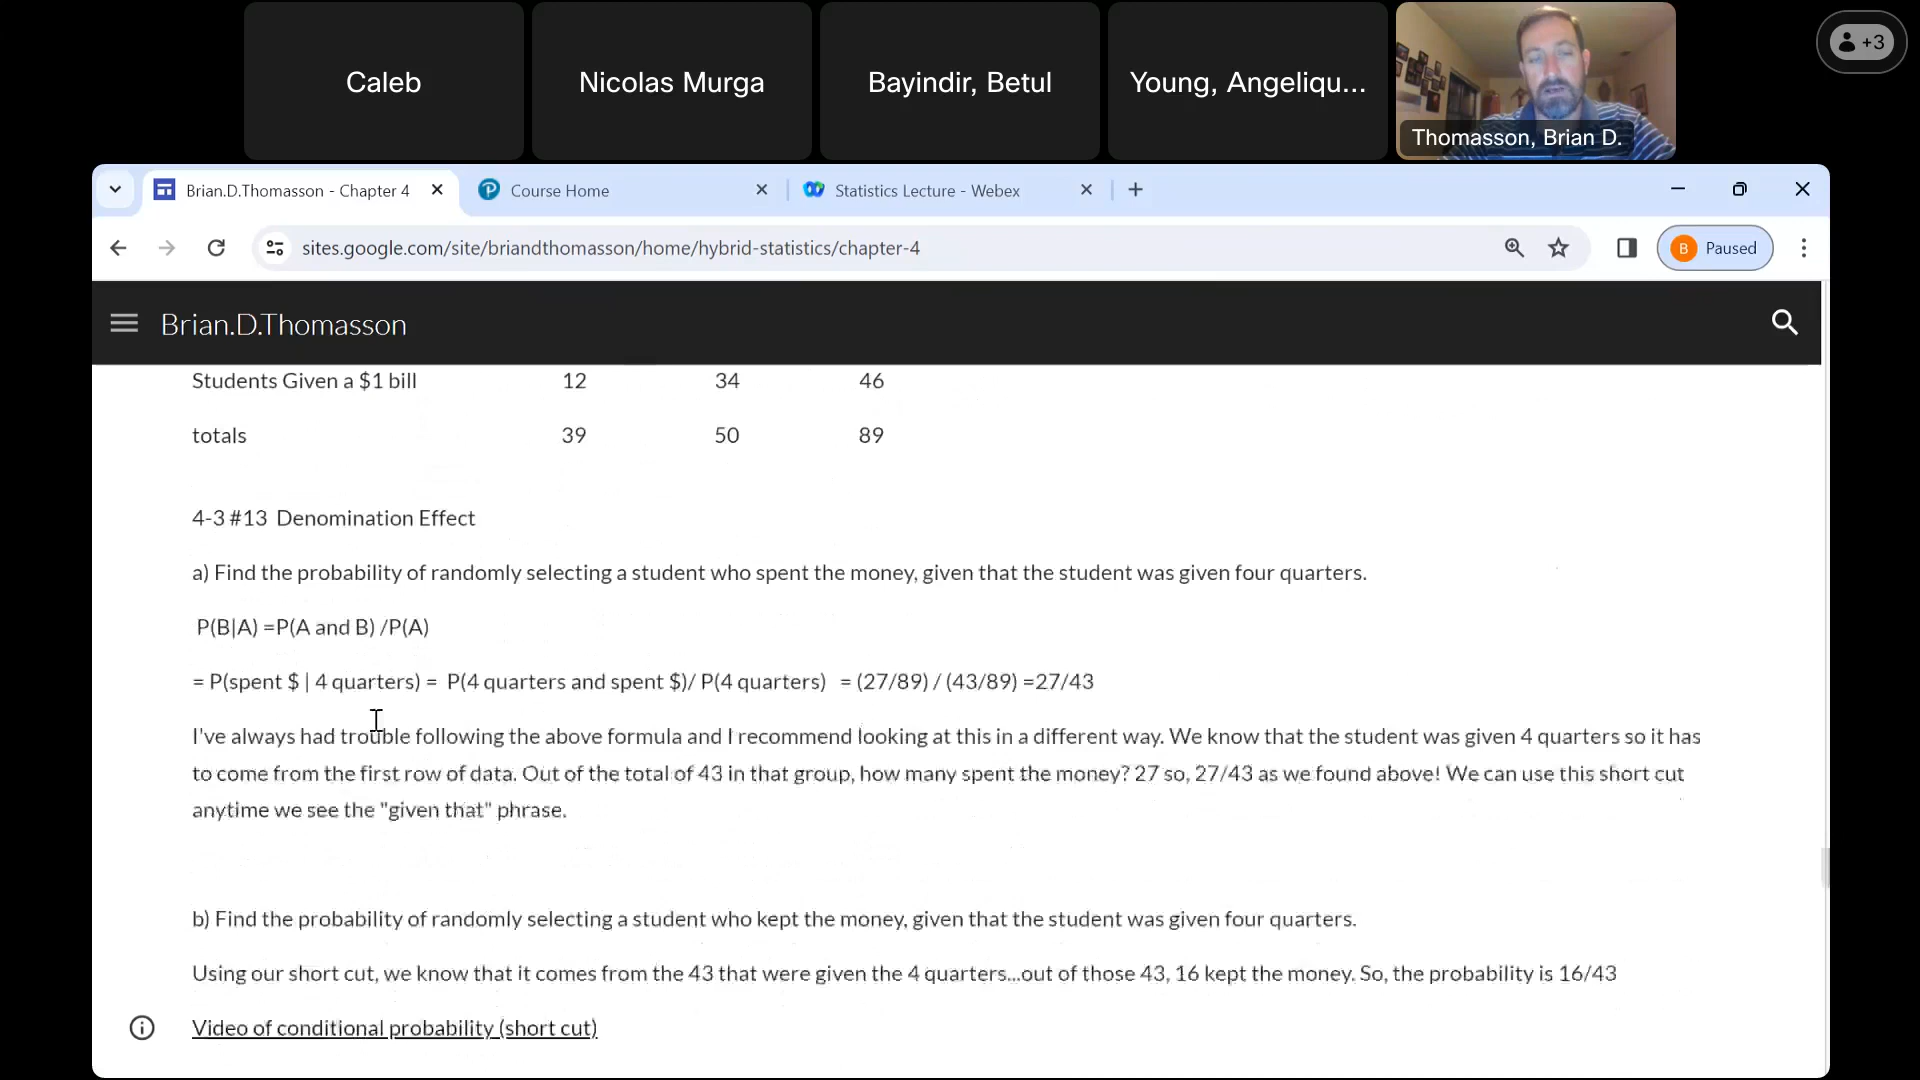 Caleb
Nicolas Murga
Bayindir, Betul
Young, Angeliqu...
Thomasson, Brian D.
+3
Brian.D.Thomasson - Chapter 4
Course Home
Statistics Lecture - Webex
sites.google.com/site/briandthomasson/home/hybrid-statistics/chapter-4
B Paused
Brian.D.Thomasson
Students Given a $1 bill 12 34 46
totals 39 50 89
4-3 #13 Denomination Effect
a) Find the probability of randomly selecting a student who spent the money, given that the student was given four quarters.
P(B|A) =P(A and B) /P(A)
= P(spent $ | 4 quarters) = P(4 quarters and spent $)/ P(4 quarters) = (27/89) / (43/89) =27/43
I've always had trouble following the above formula and I recommend looking at this in a different way. We know that the student was given 4 quarters so it has
to come from the first row of data. Out of the total of 43 in that group, how many spent the money? 27 so, 27/43 as we found above! We can use this short cut
anytime we see the "given that" phrase.
b) Find the probability of randomly selecting a student who kept the money, given that the student was given four quarters.
Using our short cut, we know that it comes from the 43 that were given the 4 quarters...out of those 43, 16 kept the money. So, the probability is 16/43
Video of conditional probability (short cut)